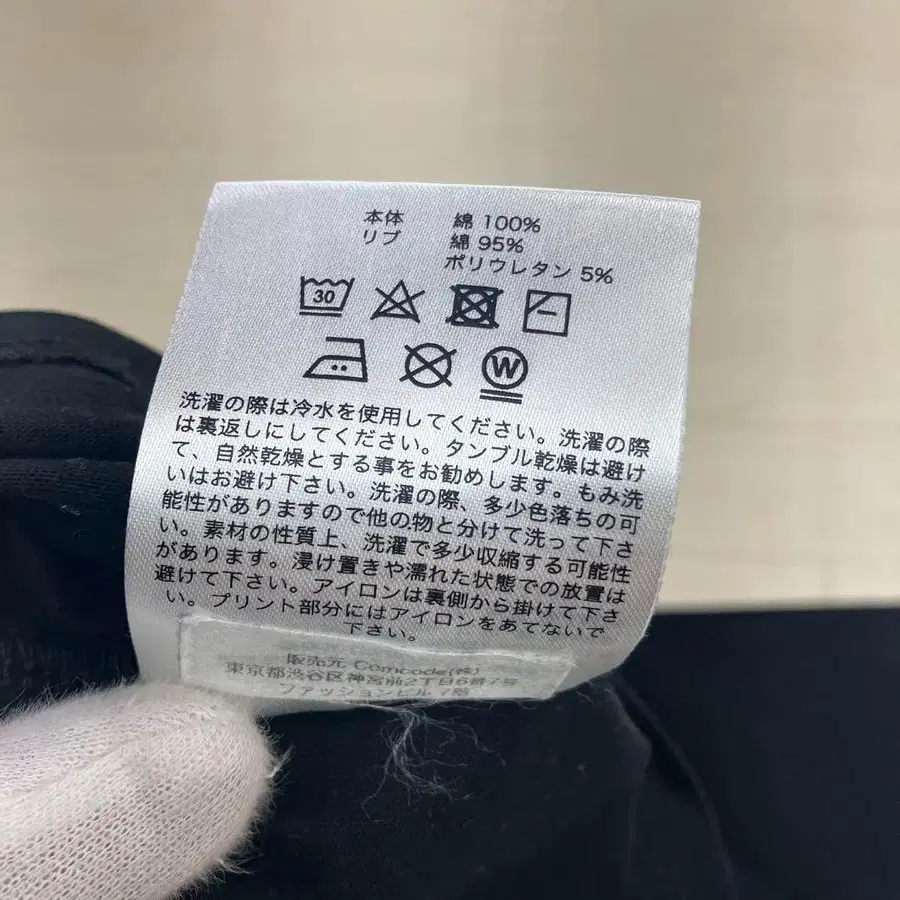 本体 綿 100%
リブ 綿 95%
ポリウレタン 5%
30
W
洗濯の際は冷水を使用してください。洗濯の際
は裏返しにしてください。タンブル乾燥は避け
て、自然乾燥とする事をお勧めします。もみ洗
いはお避け下さい。洗濯の際、多少色落ちの可
能性がありますので他の物と分けて洗って下さ
い。素材の性質上、洗濯で多少収縮する可能性
があります。浸け置きや濡れた状態での放置は
避けて下さい。アイロンは裏側から掛けて下さ
い。プリント部分にはアイロンをあてないで
下さい。
販売元 Comcode(株)
東京都渋谷区神宮前2丁目6番7号
ファッションビル 7階